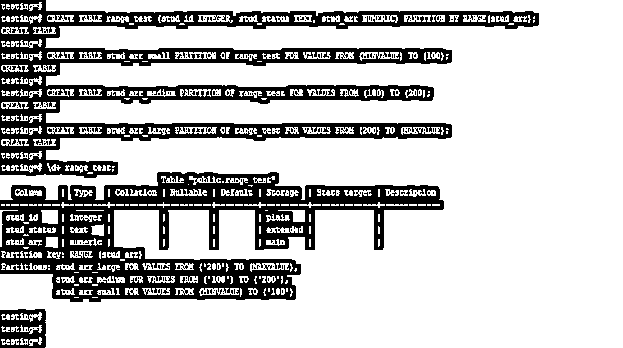 testing=#
testing=# CREATE TABLE range_test (stud_id INTEGER, stud_status TEXT, stud_arr NUMERIC) PARTITION BY RANGE(stud_arr);
CREATE TABLE
testing=#
testing=# CREATE TABLE stud_arr_small PARTITION OF range_test FOR VALUES FROM (MINVALUE) TO (100);
CREATE TABLE
testing=#
testing=# CREATE TABLE stud_arr_medium PARTITION OF range_test FOR VALUES FROM (100) TO (200);
CREATE TABLE
testing=#
testing=# CREATE TABLE stud_arr_large PARTITION OF range_test FOR VALUES FROM (200) TO (MAXVALUE);
CREATE TABLE
testing=#
testing=# \d+ range_test;
Table "public.range_test"
Column | Type | Collation | Nullable | Default | Storage | Stats target | Description
stud_id | integer | | | | plain | |
stud_status | text | | | | extended | |
stud_arr | numeric | | | | main | |
Partition key: RANGE (stud_arr)
Partitions: stud_arr_large FOR VALUES FROM ('200') TO (MAXVALUE),
stud_arr_medium FOR VALUES FROM ('100') TO ('200'),
stud_arr_small FOR VALUES FROM (MINVALUE) TO ('100')
testing=#
testing=#
testing=#